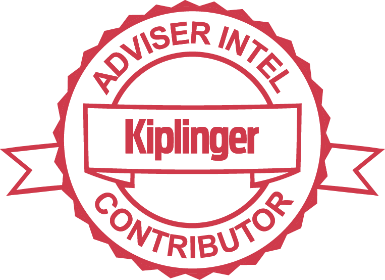 ADVISER INTEL
Kiplinger
CONTRIBUTOR